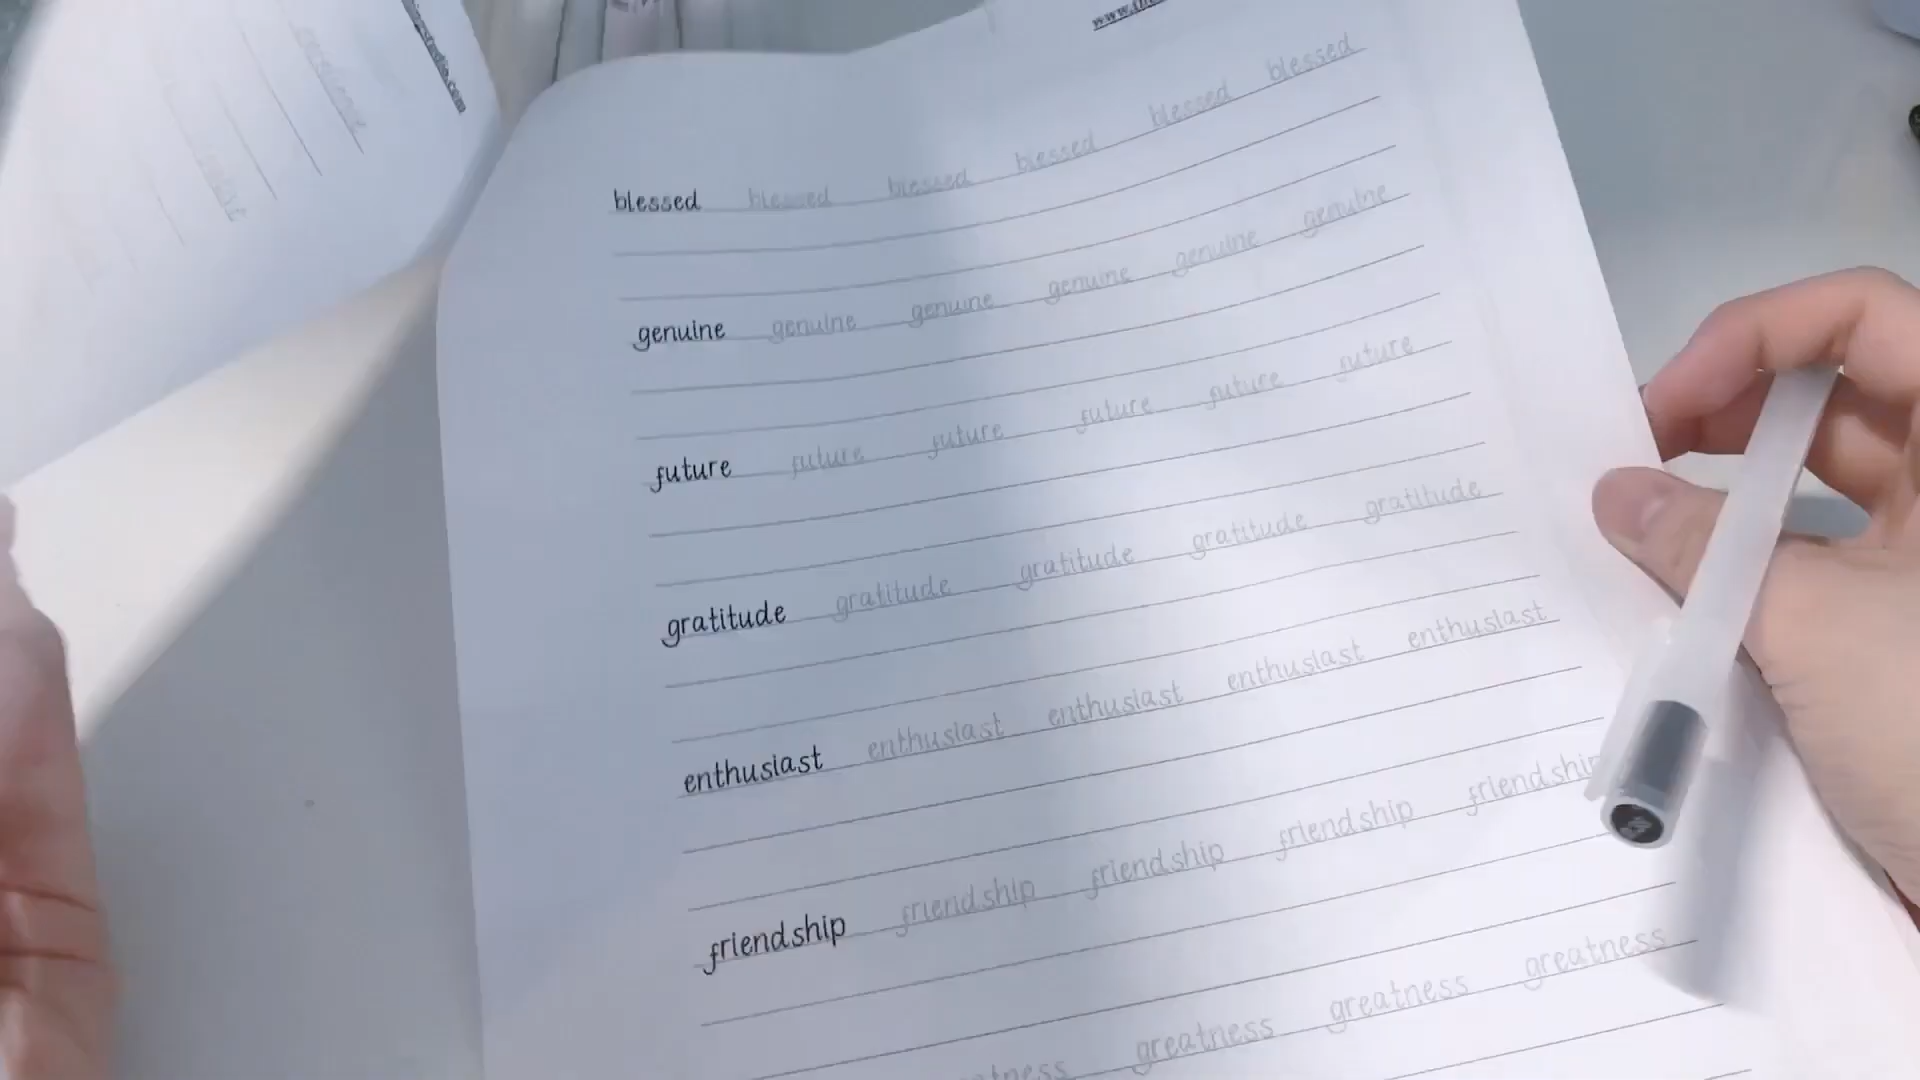 blessed blessed blessed blessed blessed blessed
genuine genuine genuine genuine genuine genuine
future future future future future future
gratitude gratitude gratitude gratitude gratitude
enthusiast enthusiast enthusiast enthusiast enthusiast
friendship friendship friendship friendship friendship
greatness greatness greatness